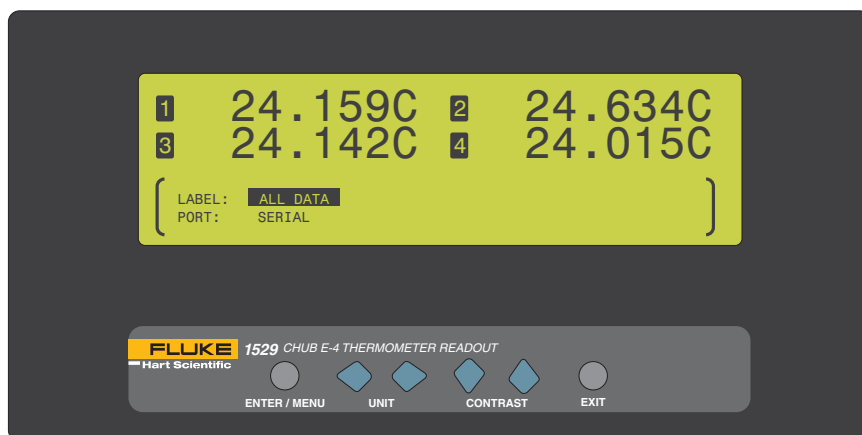 1 24.159C 2 24.634C
3 24.142C 4 24.015C
LABEL: ALL DATA
PORT: SERIAL
FLUKE 1529 CHUB E-4 THERMOMETER READOUT
Hart Scientific
ENTER / MENU UNIT CONTRAST EXIT